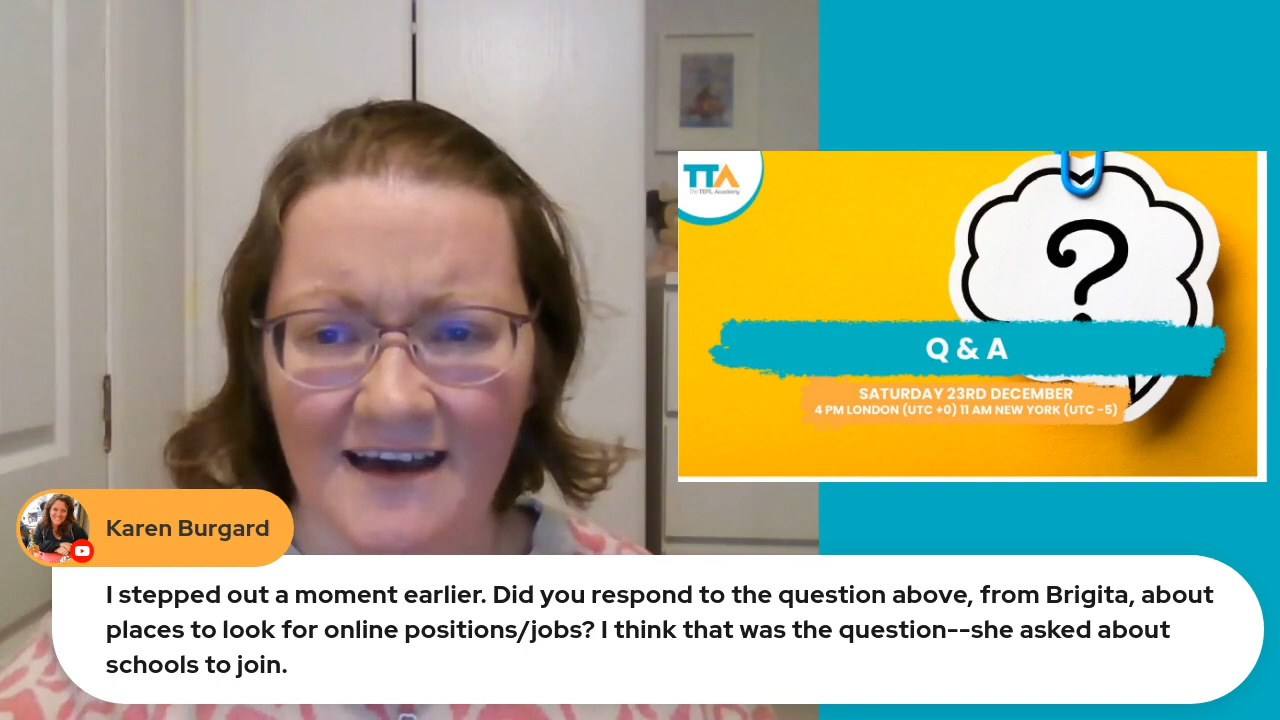 TTA
The TEFL Academy
?
Q & A
SATURDAY 23RD DECEMBER
4 PM LONDON (UTC +0) 11 AM NEW YORK (UTC -5)
Karen Burgard
I stepped out a moment earlier. Did you respond to the question above, from Brigita, about
places to look for online positions/jobs? I think that was the question--she asked about
schools to join.